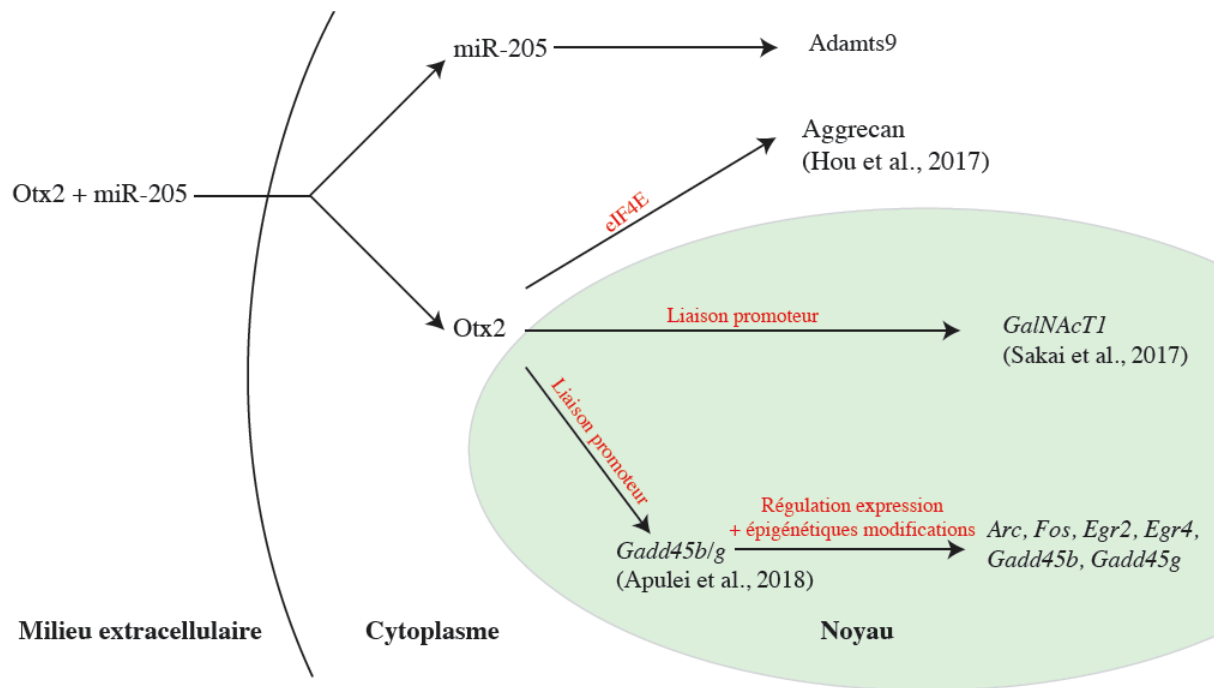 miR-205
Adamts9
Aggrecan
(Hou et al., 2017)
Otx2 + miR-205
eIF4E
Otx2
Liaison promoteur
GalNAcT1
(Sakai et al., 2017)
Liaison promoteur
Régulation expression
+ épigénétiques modifications
Gadd45b/g
(Apulei et al., 2018)
Arc, Fos, Egr2, Egr4,
Gadd45b, Gadd45g
Milieu extracellulaire
Cytoplasme
Noyau